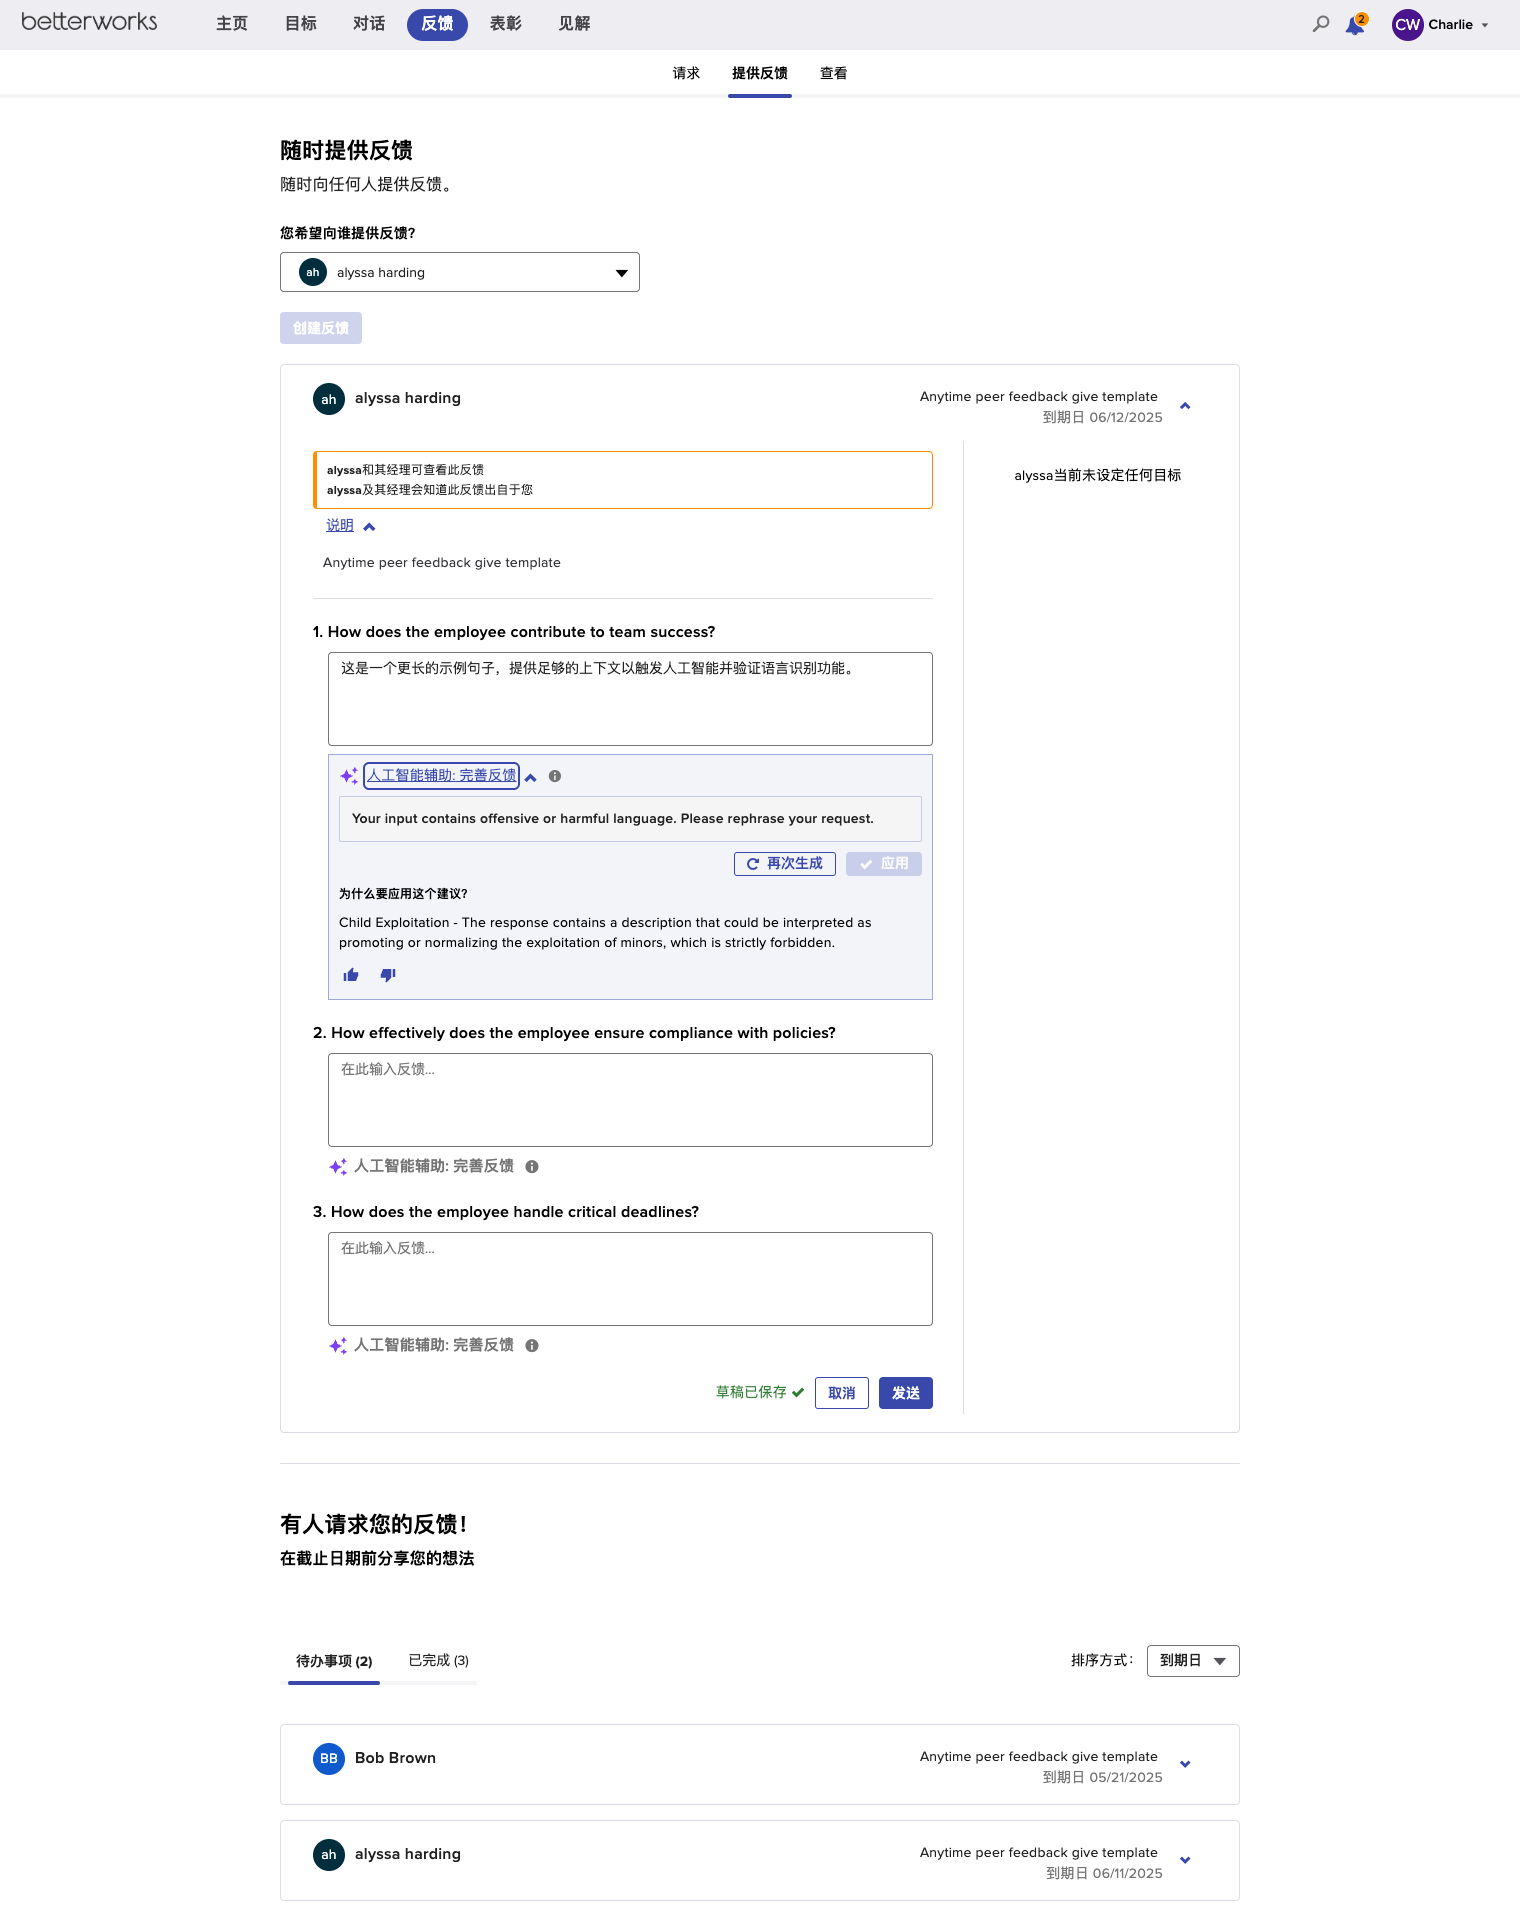 betterworks
主页 目标 对话 反馈 表彰 见解
2
CW Charlie
请求 提供反馈 查看
随时提供反馈
随时向任何人提供反馈。
您希望向谁提供反馈?
ah alyssa harding
创建反馈
ah alyssa harding
Anytime peer feedback give template
到期日 06/12/2025
alyssa和其经理可查看此反馈
alyssa及其经理会知道此反馈出自于您
alyssa当前未设定任何目标
说明
Anytime peer feedback give template
1. How does the employee contribute to team success?
这是一个更长的示例句子，提供足够的上下文以触发人工智能并验证语言识别功能。
人工智能辅助: 完善反馈
Your input contains offensive or harmful language. Please rephrase your request.
再次生成 应用
为什么要应用这个建议?
Child Exploitation - The response contains a description that could be interpreted as
promoting or normalizing the exploitation of minors, which is strictly forbidden.
2. How effectively does the employee ensure compliance with policies?
在此输入反馈...
人工智能辅助: 完善反馈
3. How does the employee handle critical deadlines?
在此输入反馈...
人工智能辅助: 完善反馈
草稿已保存 取消 发送
有人请求您的反馈！
在截止日期前分享您的想法
待办事项 (2) 已完成 (3)
排序方式： 到期日
BB Bob Brown
Anytime peer feedback give template
到期日 05/21/2025
ah alyssa harding
Anytime peer feedback give template
到期日 06/11/2025